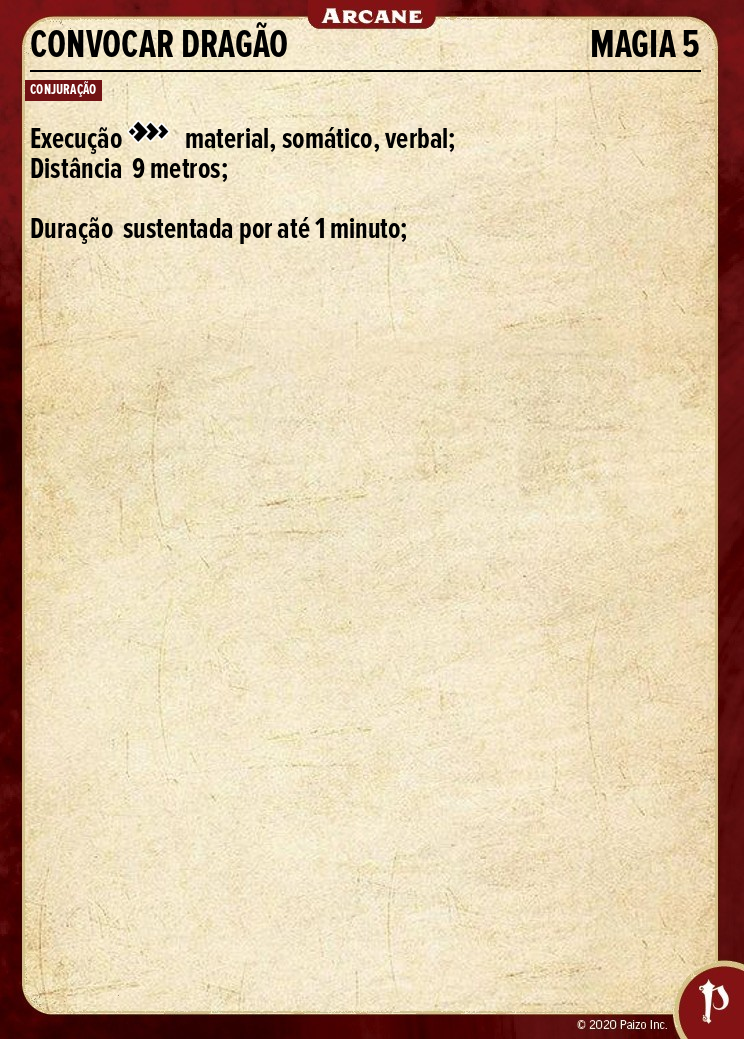 ARCANE
CONVOCAR DRAGÃO MAGIA 5
CONJURAÇÃO
Execução material, somático, verbal;
Distância 9 metros;
Duração sustentada por até 1 minuto;
© 2020 Paizo Inc.